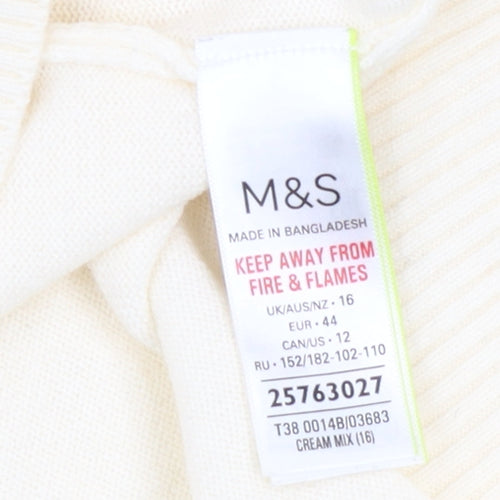 M&S
MADE IN BANGLADESH
KEEP AWAY FROM
FIRE & FLAMES
UK/AUS/NZ • 16
EUR • 44
CAN/US • 12
RU • 152/182-102-110
25763027
T38 0014B/03683
CREAM MIX (16)